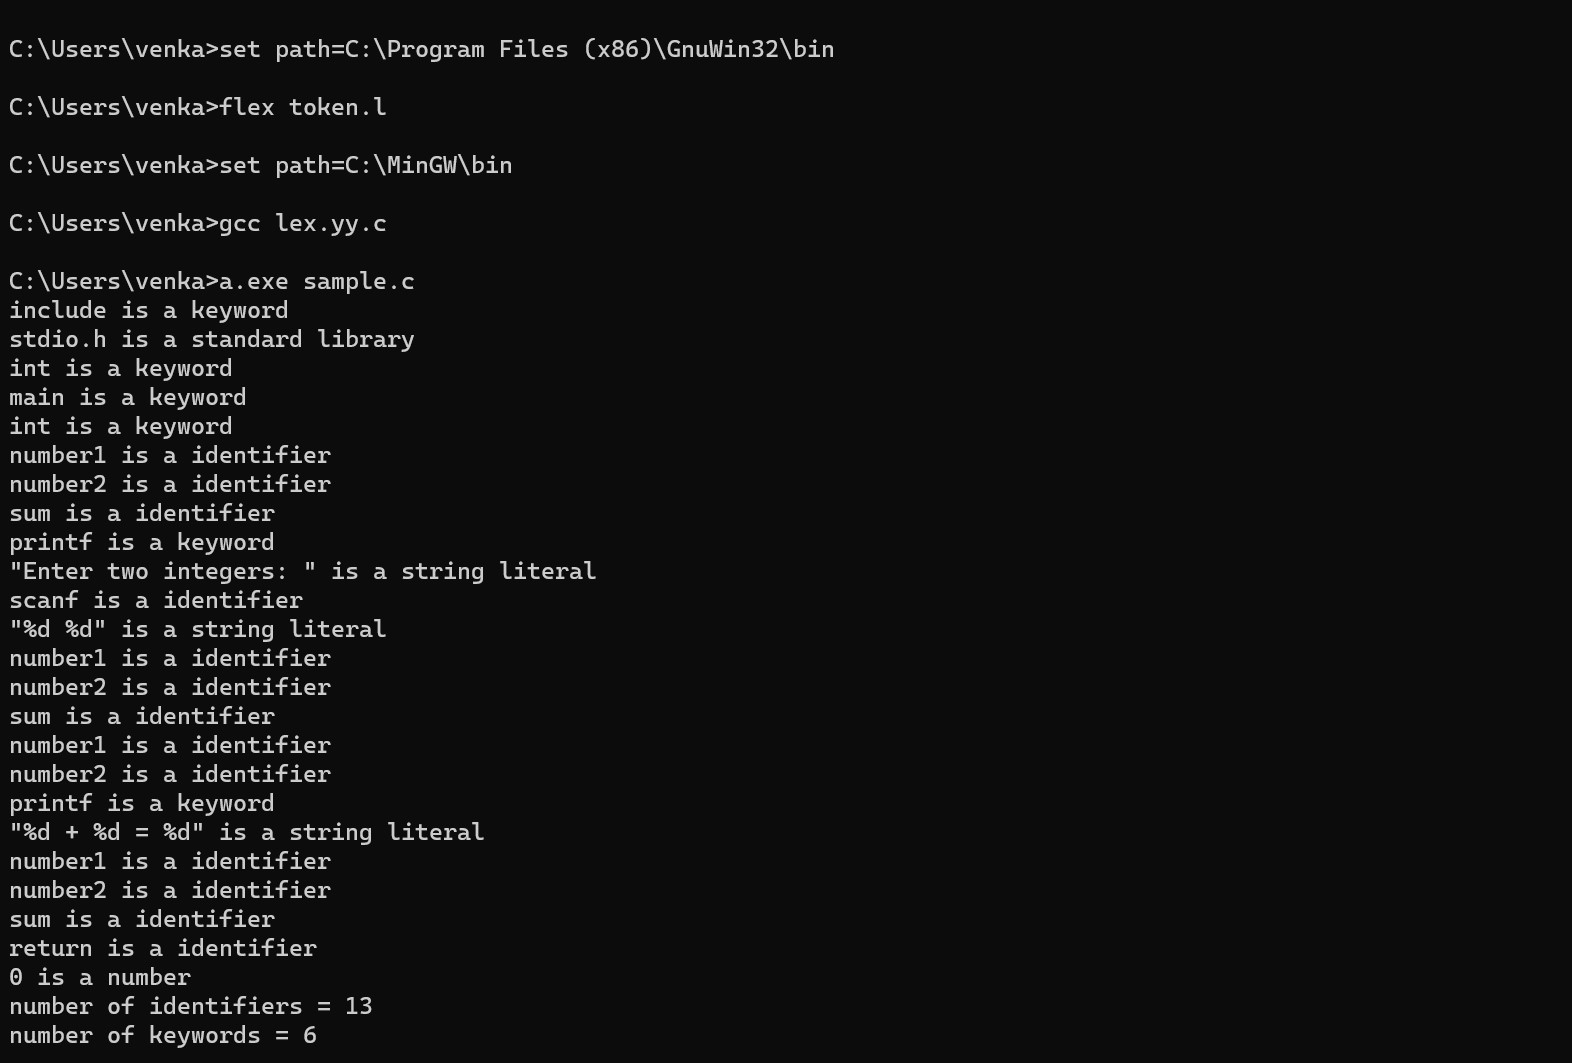 C:\Users\venka>set path=C:\Program Files (x86)\GnuWin32\bin
C:\Users\venka>flex token.l
C:\Users\venka>set path=C:\MinGW\bin
C:\Users\venka>gcc lex.yy.c
C:\Users\venka>a.exe sample.c
include is a keyword
stdio.h is a standard library
int is a keyword
main is a keyword
int is a keyword
number1 is a identifier
number2 is a identifier
sum is a identifier
printf is a keyword
"Enter two integers: " is a string literal
scanf is a identifier
"%d %d" is a string literal
number1 is a identifier
number2 is a identifier
sum is a identifier
number1 is a identifier
number2 is a identifier
printf is a keyword
"%d + %d = %d" is a string literal
number1 is a identifier
number2 is a identifier
sum is a identifier
return is a identifier
0 is a number
number of identifiers = 13
number of keywords = 6